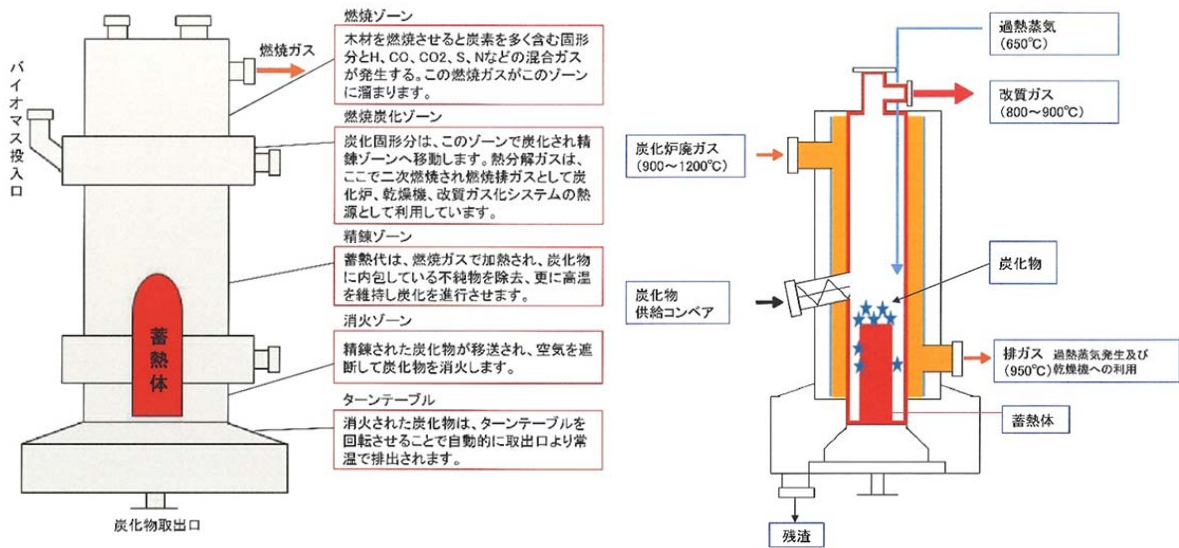 バイオマス投入口
燃焼ガス
燃焼ゾーン
木材を燃焼させると炭素を多く含む固形
分とH、CO、CO2、S、Nなどの混合ガス
が発生する。この燃焼ガスがこのゾーン
に溜まります。
燃焼炭化ゾーン
炭化固形分は、このゾーンで炭化され精
錬ゾーンへ移動します。熱分解ガスは、
ここで二次燃焼され燃焼排ガスとして炭
化炉、乾燥機、改質ガス化システムの熱
源として利用しています。
精錬ゾーン
蓄熱代は、燃焼ガスで加熱され、炭化物
に内包している不純物を除去、更に高温
を維持し炭化を進行させます。
蓄熱体
消火ゾーン
精錬された炭化物が移送され、空気を遮
断して炭化物を消火します。
ターンテーブル
消火された炭化物は、ターンテーブルを
回転させることで自動的に取出口より常
温で排出されます。
炭化物取出口
過熱蒸気
(650℃)
改質ガス
(800～900℃)
炭化炉廃ガス
(900～1200℃)
炭化物
炭化物
供給コンベア
排ガス 過熱蒸気発生及び
(950℃) 乾燥機への利用
蓄熱体
残渣